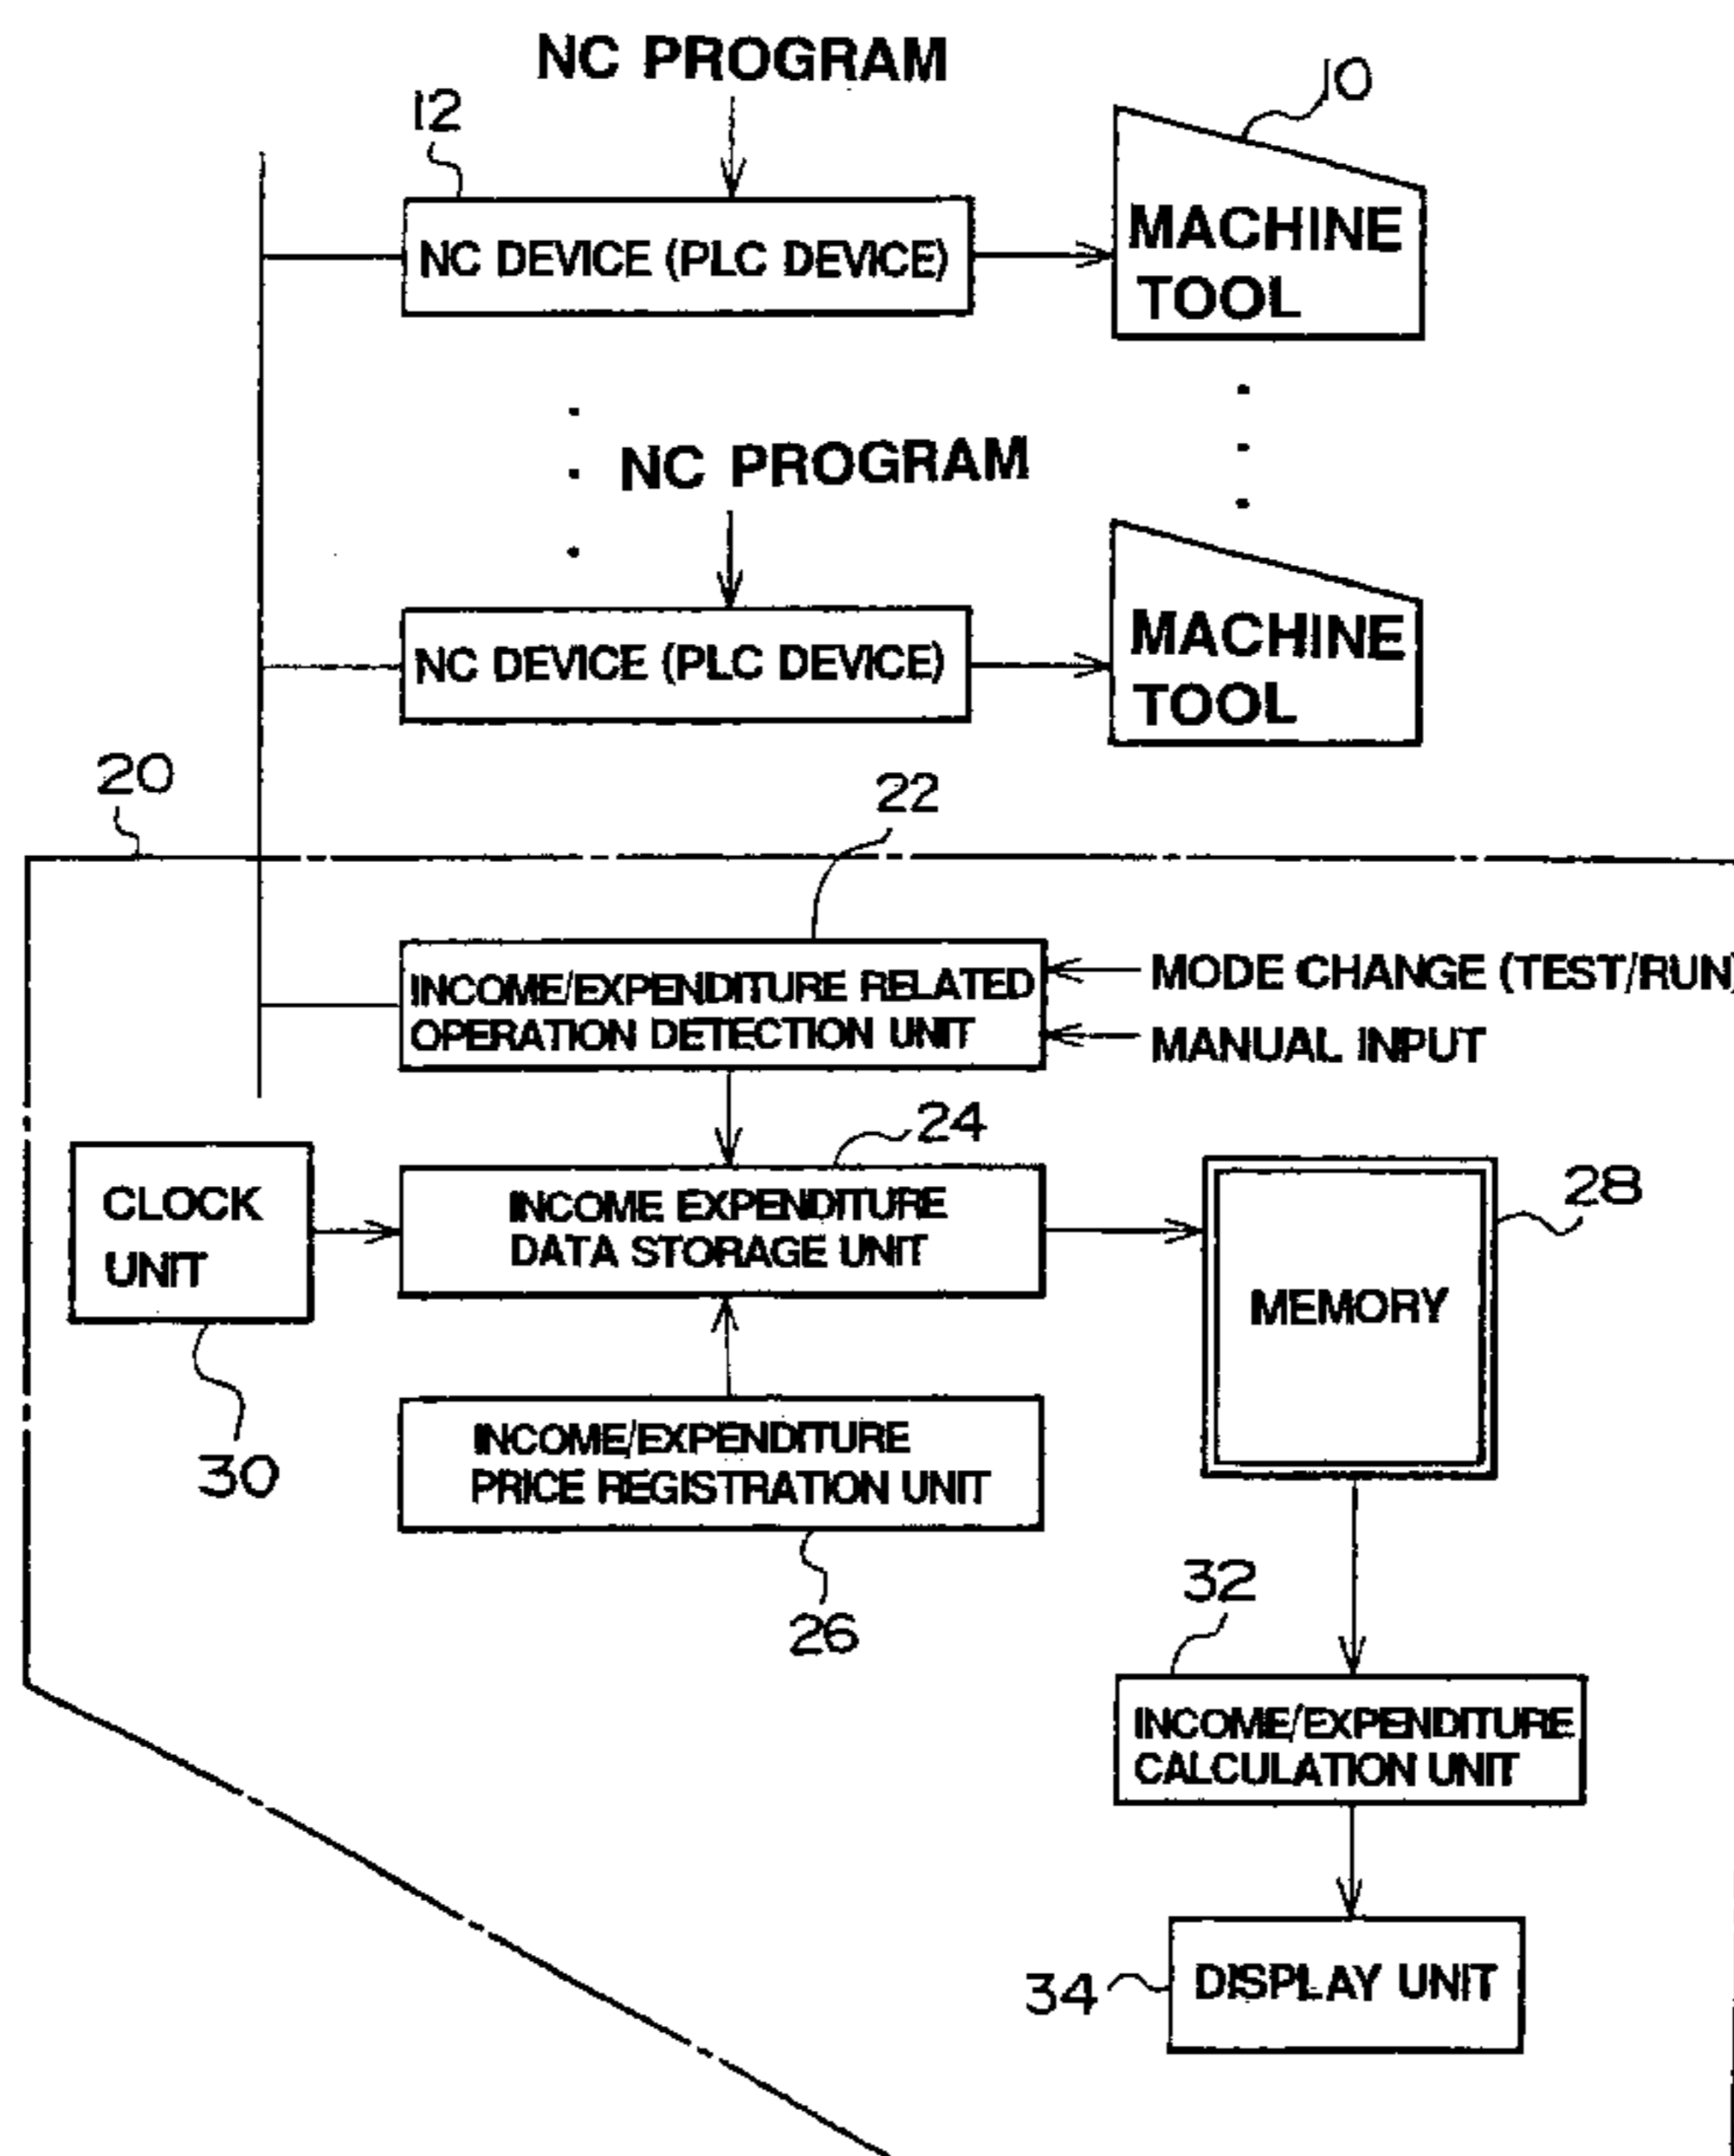 NC PROGRAM
10
12
NC DEVICE (PLC DEVICE)
MACHINE
TOOL
NC PROGRAM
NC DEVICE (PLC DEVICE)
MACHINE
TOOL
20
22
INCOME/EXPENDITURE RELATED
OPERATION DETECTION UNIT
MODE CHANGE (TEST/RUN)
MANUAL INPUT
24
CLOCK
UNIT
INCOME EXPENDITURE
DATA STORAGE UNIT
28
MEMORY
30
INCOME/EXPENDITURE
PRICE REGISTRATION UNIT
26
32
INCOME/EXPENDITURE
CALCULATION UNIT
34
DISPLAY UNIT